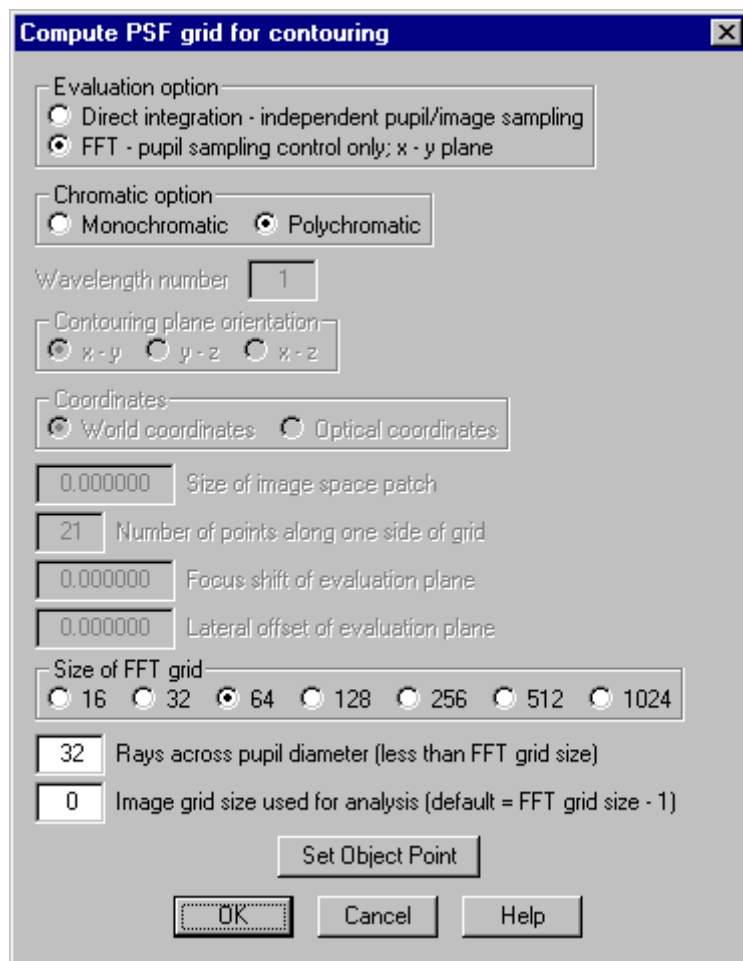 Compute PSF grid for contouring
Evaluation option
Direct integration - independent pupil/image sampling
FFT - pupil sampling control only; x - y plane
Chromatic option
Monochromatic Polychromatic
Wavelength number 1
Contouring plane orientation
x - y y - z x - z
Coordinates
World coordinates Optical coordinates
0.000000 Size of image space patch
21 Number of points along one side of grid
0.000000 Focus shift of evaluation plane
0.000000 Lateral offset of evaluation plane
Size of FFT grid
16 32 64 128 256 512 1024
32 Rays across pupil diameter (less than FFT grid size)
0 Image grid size used for analysis (default = FFT grid size - 1)
Set Object Point
OK Cancel Help